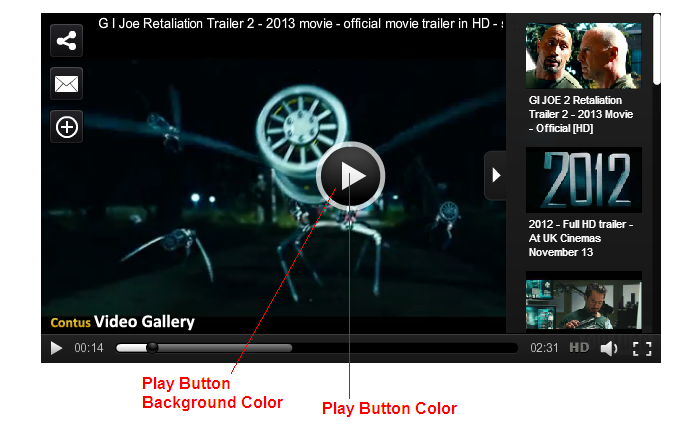 G I Joe Retaliation Trailer 2 - 2013 movie - official movie trailer in HD -
GI JOE 2 Retaliation
Trailer 2 - 2013 Movie
- Official [HD]
2012
2012 - Full HD trailer -
At UK Cinemas
November 13
Contus Video Gallery
00:14
02:31
HD
Play Button
Background Color
Play Button Color